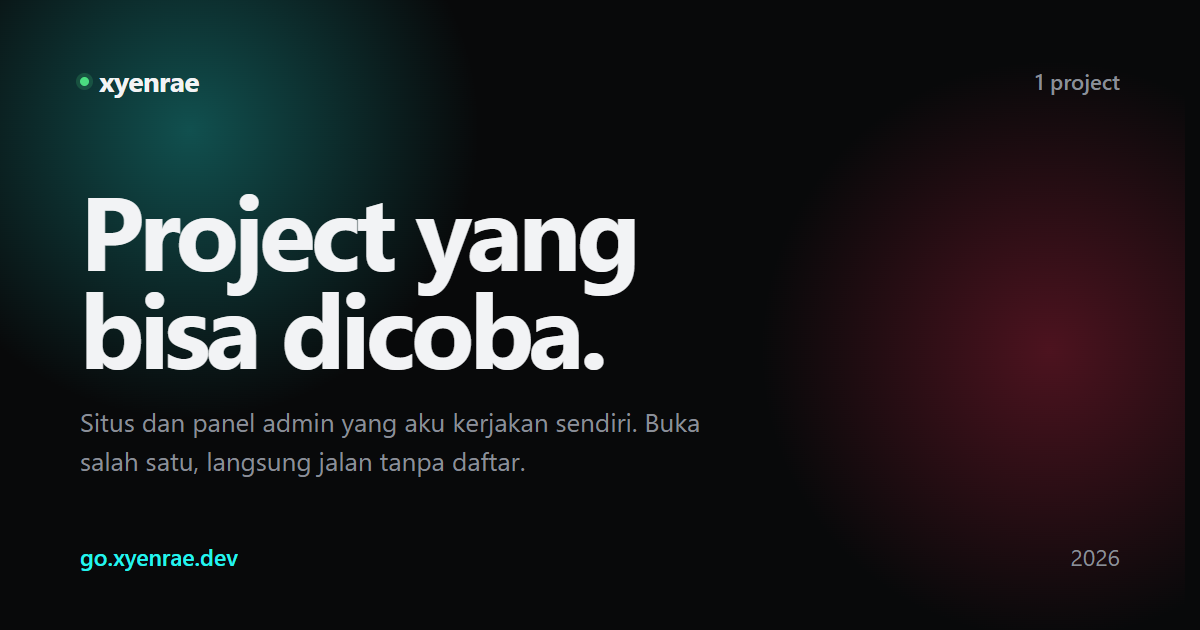 xyenrae
1 project
Project yang
bisa dicoba.
Situs dan panel admin yang aku kerjakan sendiri. Buka
salah satu, langsung jalan tanpa daftar.
go.xyenrae.dev
2026